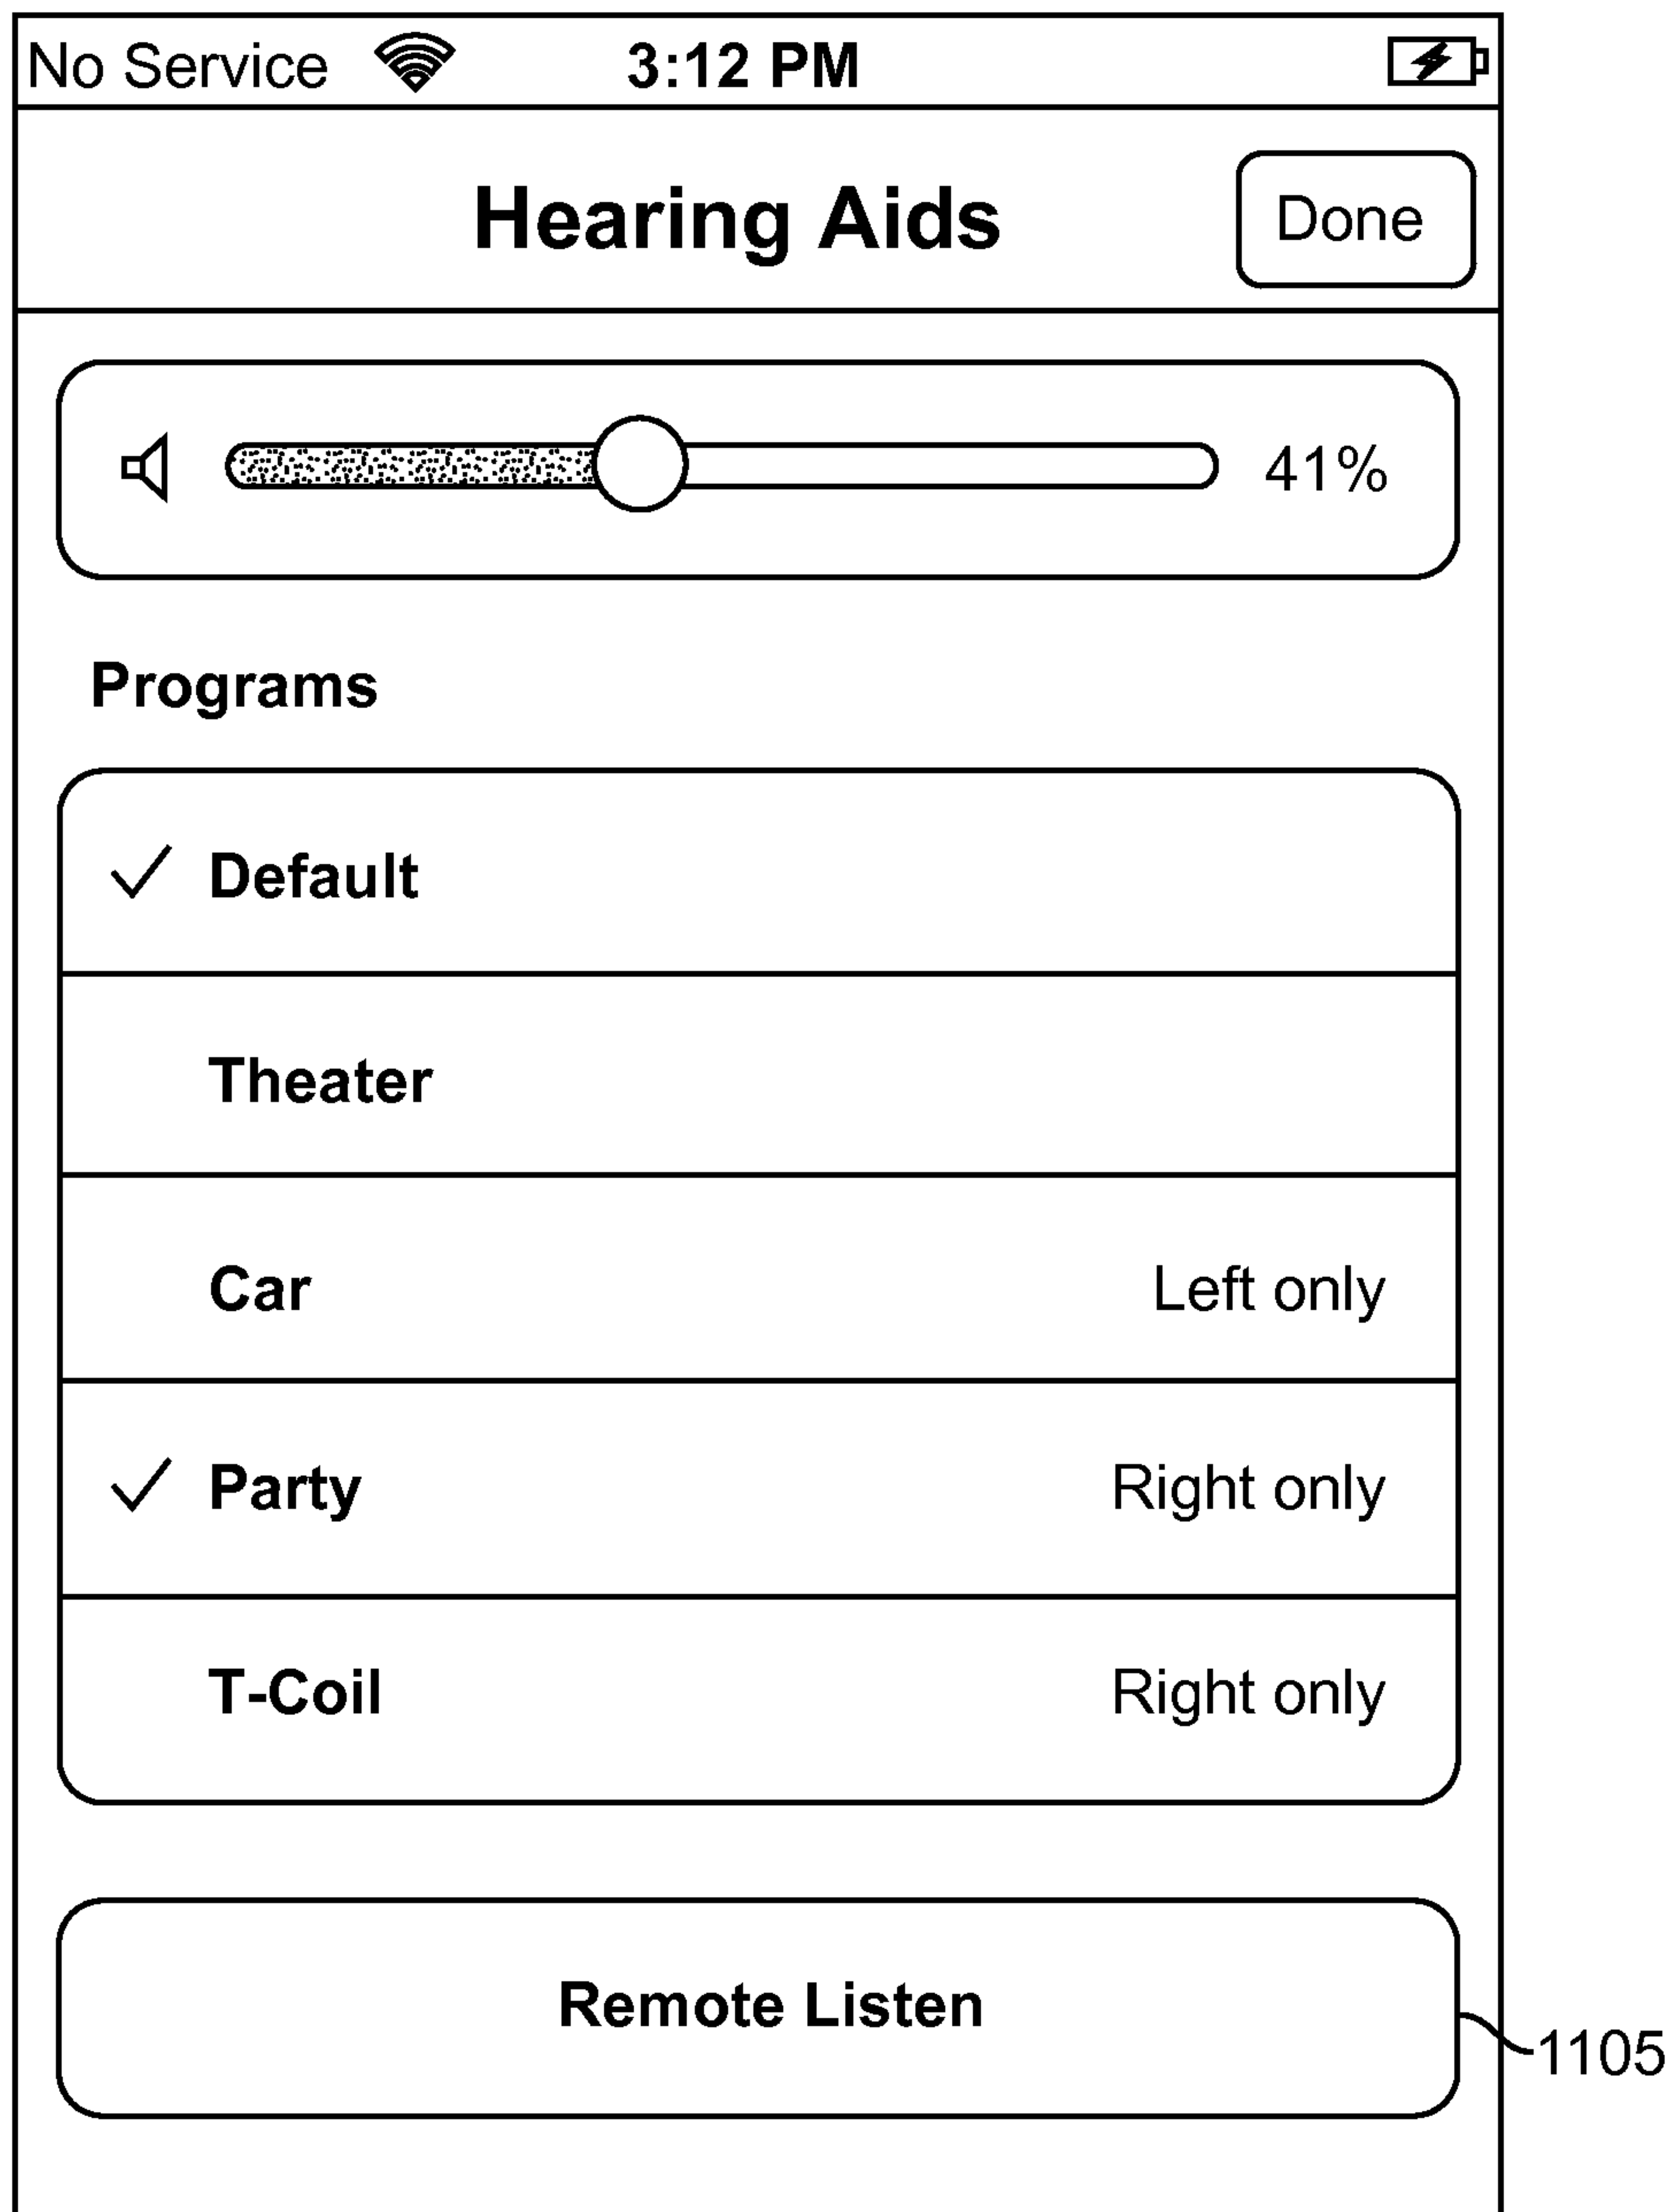 No Service 3:12 PM
Hearing Aids Done
41%
Programs
Default
Theater
Car Left only
Party Right only
T-Coil Right only
Remote Listen
1105